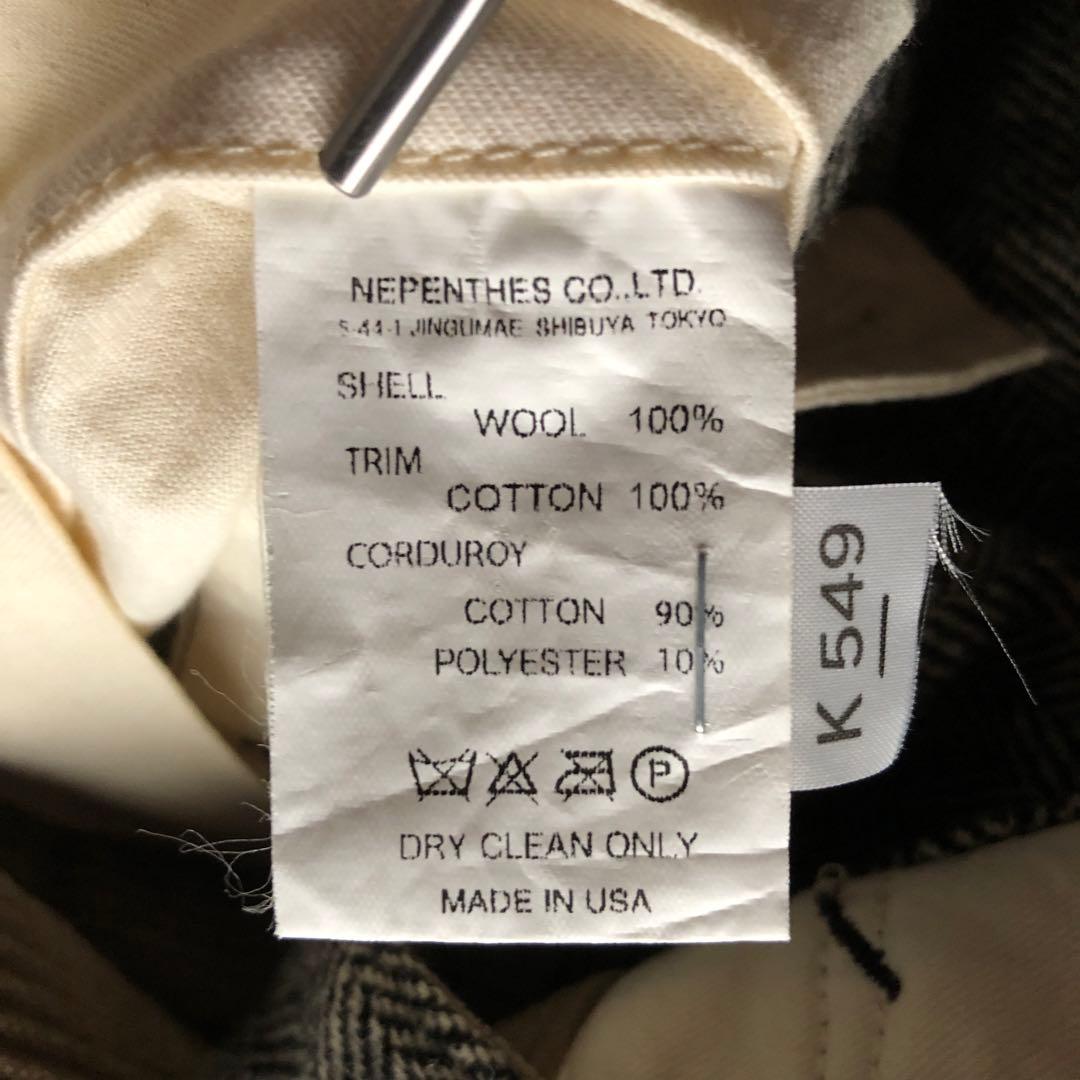 NEPENTHES CO.,LTD.
5-44-1 JINGUMAE SHIBUYA TOKYO
SHELL
WOOL 100%
TRIM
COTTON 100%
CORDUROY
COTTON 90%
POLYESTER 10%
P
DRY CLEAN ONLY
MADE IN USA
K 549